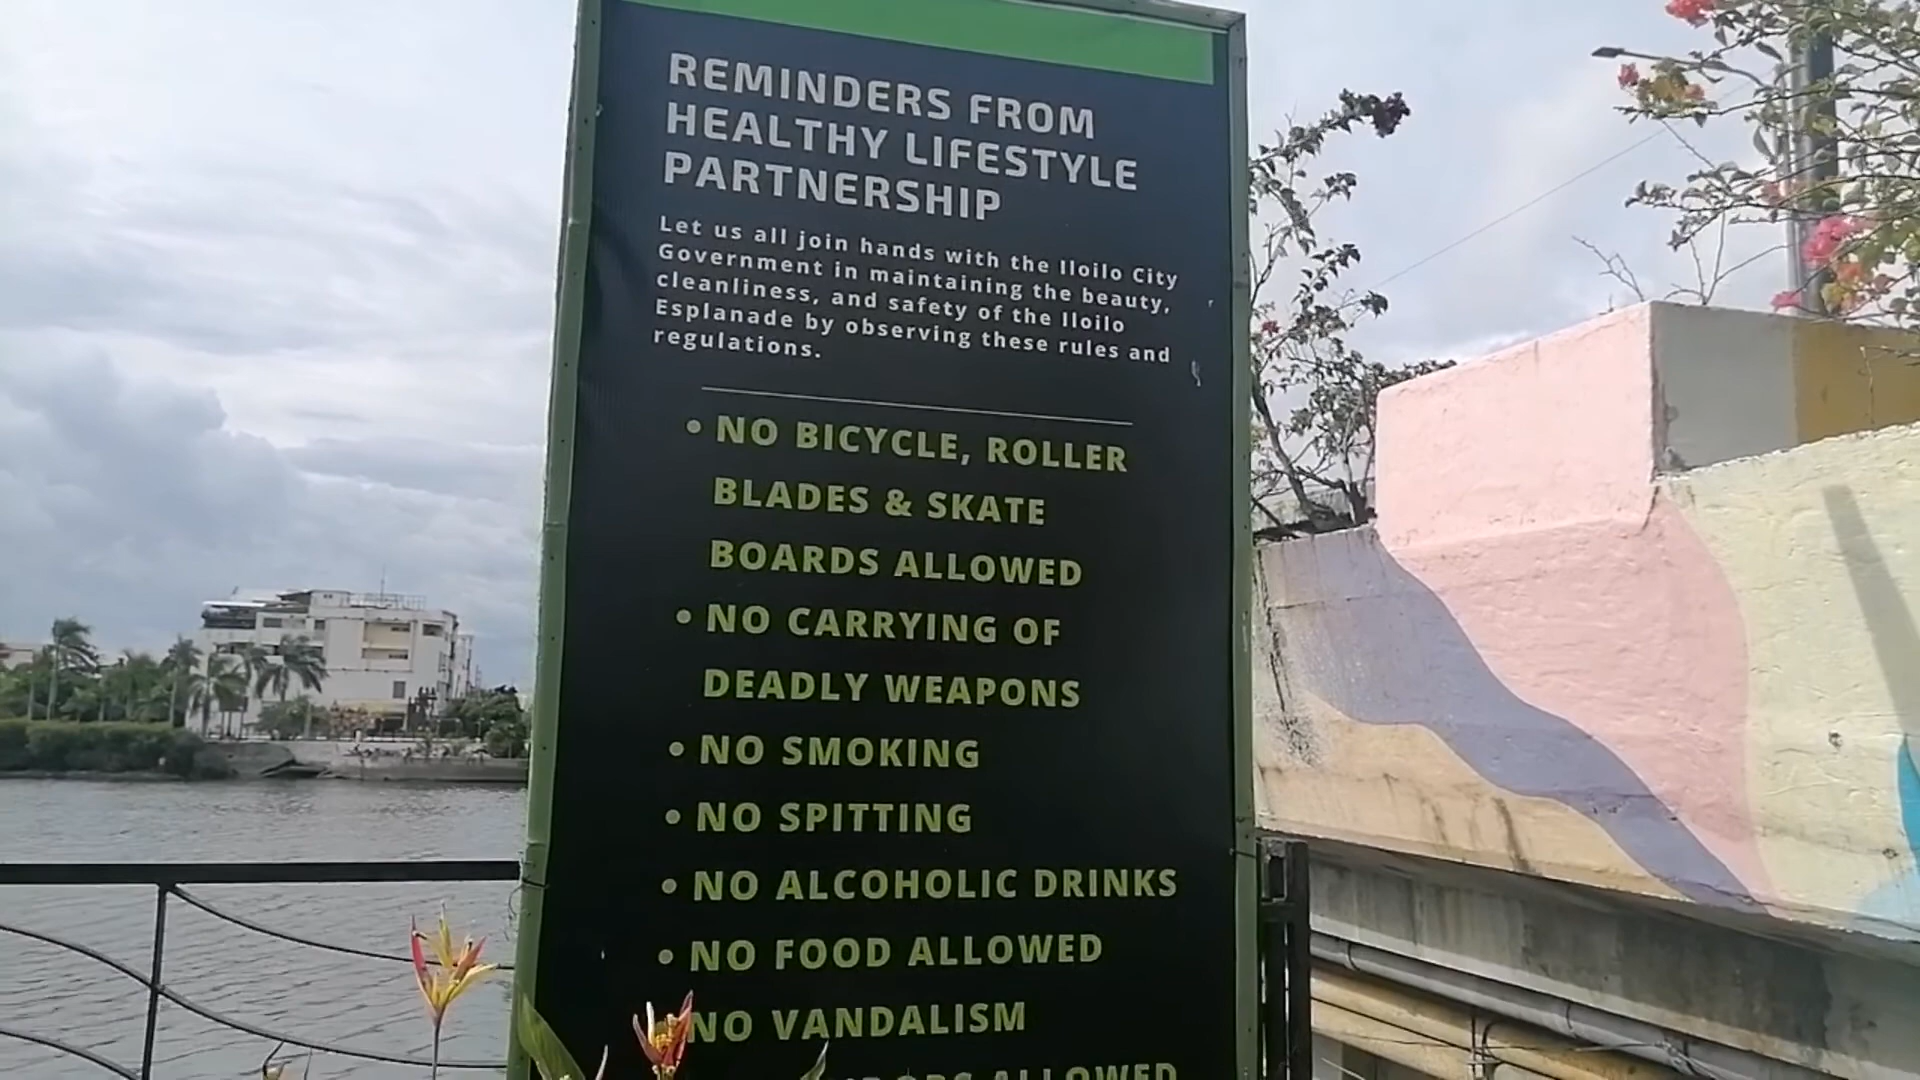 REMINDERS FROM
HEALTHY LIFESTYLE
PARTNERSHIP
Let us all join hands with the Iloilo City
Government in maintaining the beauty,
cleanliness, and safety of the Iloilo
Esplanade by observing these rules and
regulations.
• NO BICYCLE, ROLLER
BLADES & SKATE
BOARDS ALLOWED
• NO CARRYING OF
DEADLY WEAPONS
• NO SMOKING
• NO SPITTING
• NO ALCOHOLIC DRINKS
• NO FOOD ALLOWED
NO VANDALISM
ALLOWED